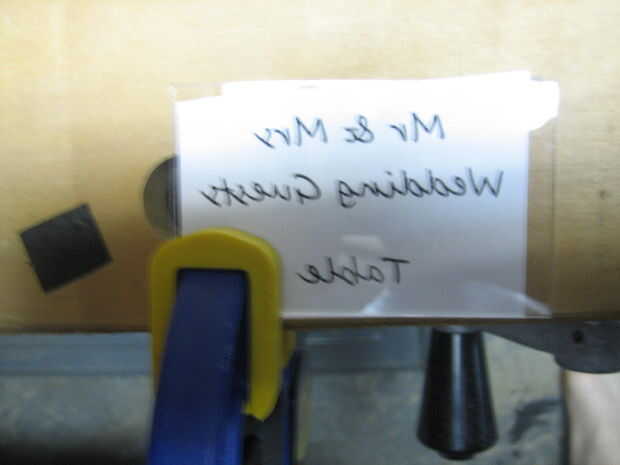 Mr & Mrs
Wedding Guests
Table